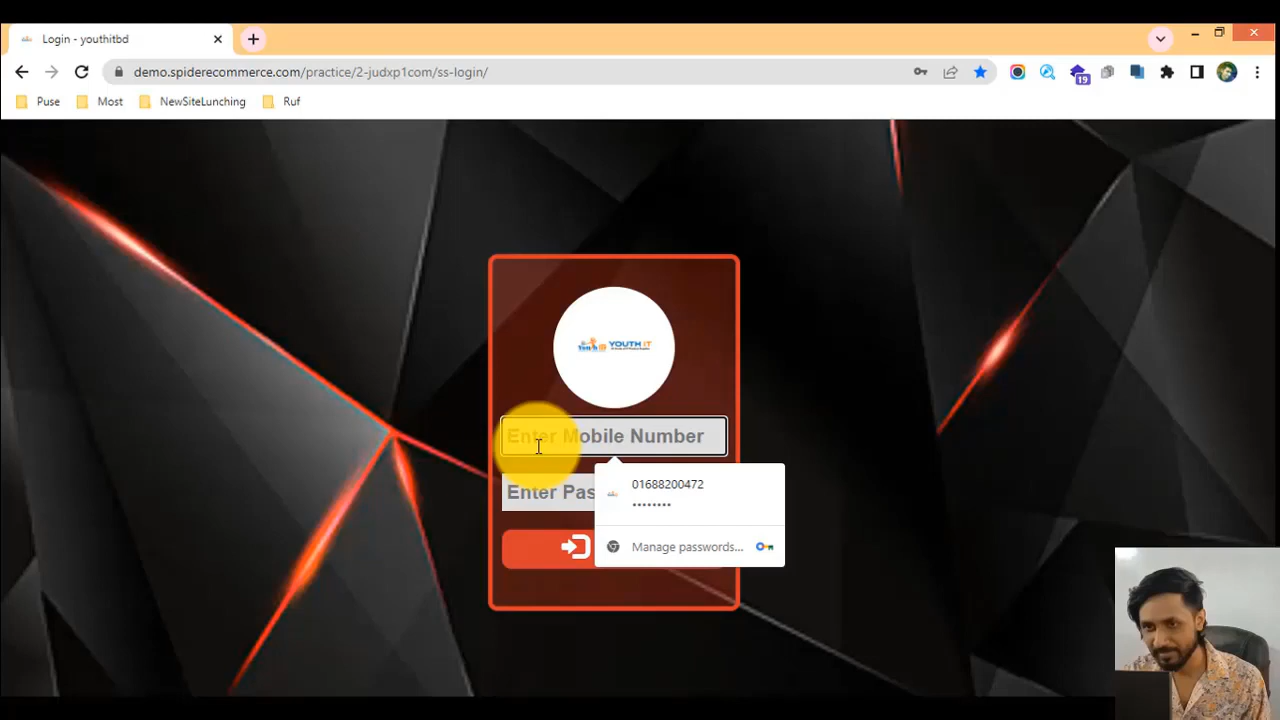 Login - youthitbd
demo.spiderecommerce.com/practice/2-judxp1com/ss-login/
19
Puse
Most
NewSiteLunching
Ruf
YOUTH IT
Enter Mobile Number
01688200472
••••••••
Enter Pas
Manage passwords...